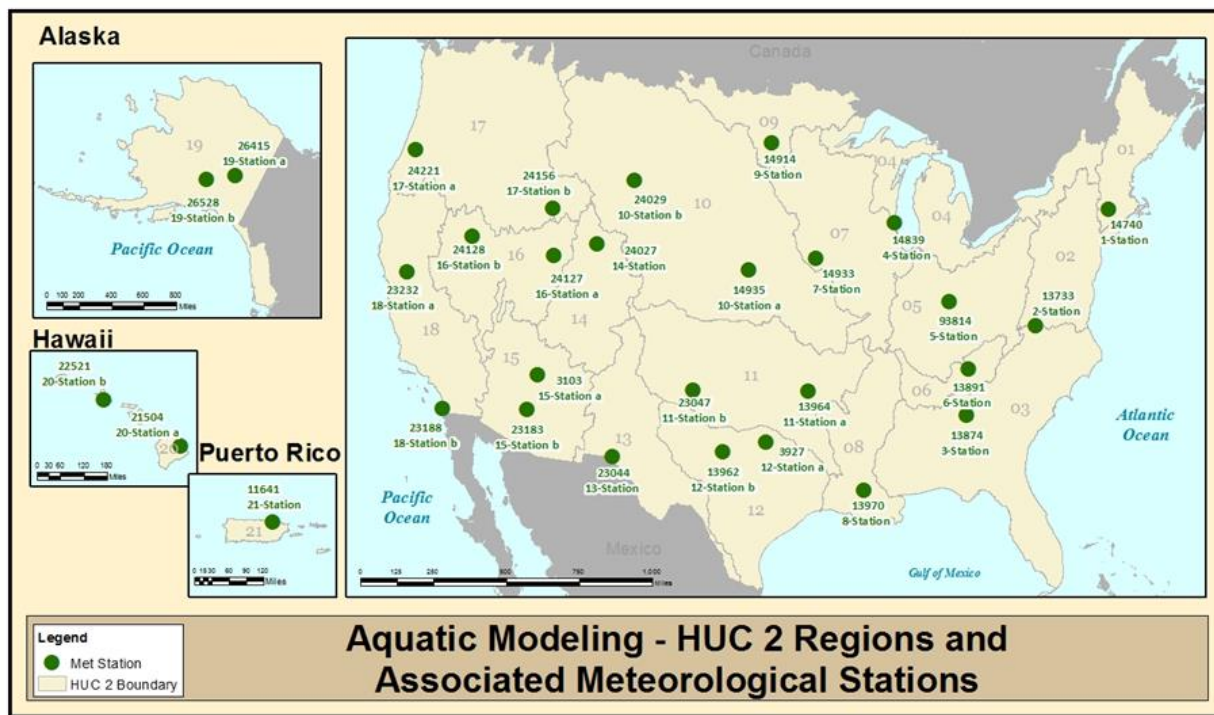 Alaska
19
26415
19-Station a
26528
19-Station b
Pacific Ocean
0 100 200 400 600 800
Miles
Hawaii
22521
20-Station b
21504
20-Station a
20
0 30 60 120 180
Miles
Puerto Rico
11641
21-Station
21
0 15 30 60 90 120
Miles
Canada
17
09
01
24221
17-Station a
24156
17-Station b
24029
10-Station b
14914
9-Station
04
04
10
14740
1-Station
24128
16-Station b
16
24127
16-Station a
24027
14-Station
14935
10-Station a
07
14933
7-Station
14839
4-Station
02
13733
2-Station
23232
18-Station a
18
14
05
93814
5-Station
15
3103
15-Station a
23183
15-Station b
23188
18-Station b
11
23047
11-Station b
13964
11-Station a
06
13891
6-Station
03
13874
3-Station
Atlantic
Ocean
13
23044
13-Station
13962
12-Station b
3927
12-Station a
12
08
13970
8-Station
Pacific
Ocean
Mexico
Gulf of Mexico
0 125 250 500 750 1,000
Miles
Legend
Met Station
HUC 2 Boundary
Aquatic Modeling - HUC 2 Regions and
Associated Meteorological Stations